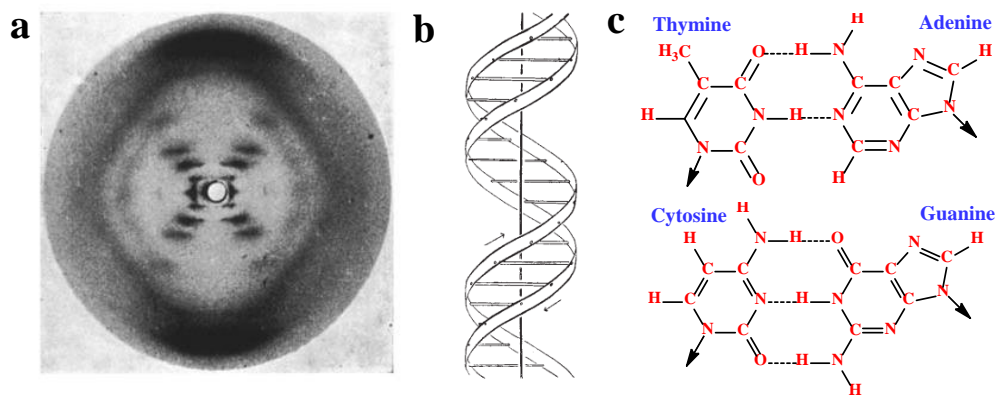 a b c
H
Thymine Adenine
H₃C O H N N H
C C C C C C
H C N H N C C N
N C C N
O H
H
Cytosine Guanine
H N H O N H
C C C C C
H C N H N C N
N C C N
O H N H
H